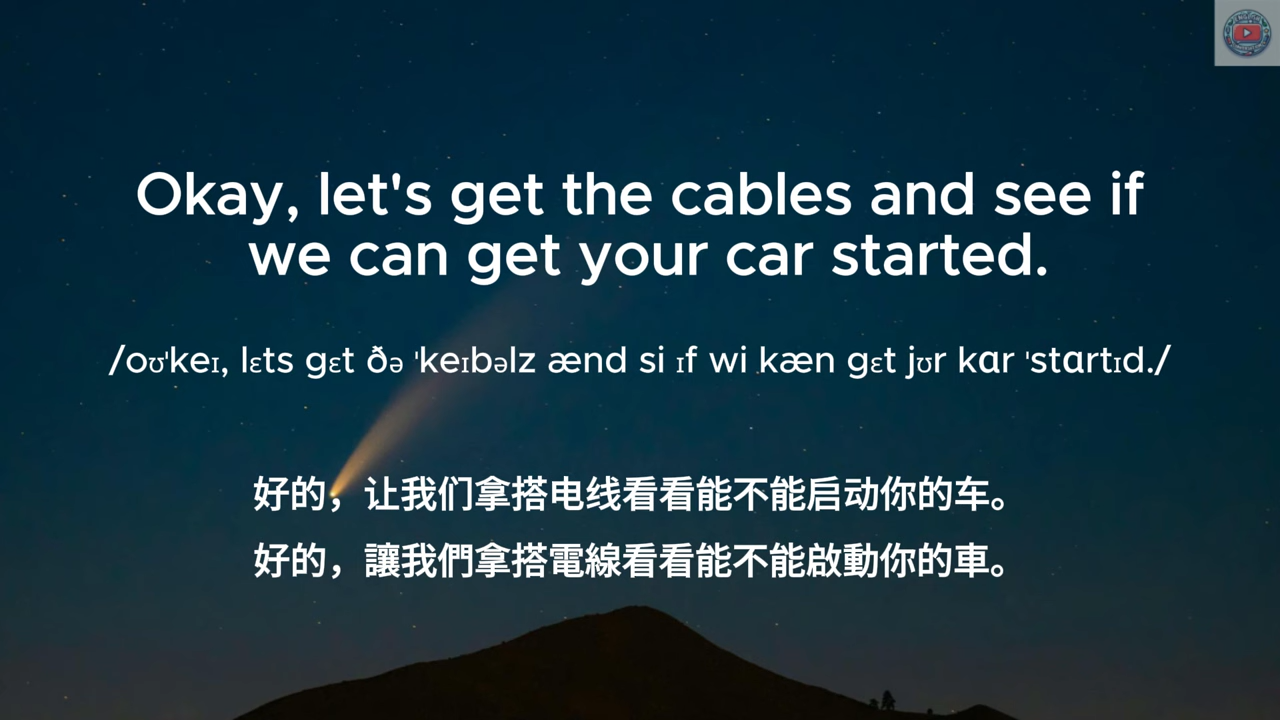 Okay, let's get the cables and see if
we can get your car started.
/oʊˈkeɪ, lɛts gɛt ðə ˈkeɪbəlz ænd si ɪf wi kæn gɛt jʊr kɑr ˈstɑrtɪd./
好的，让我们拿搭电线看看能不能启动你的车。
好的，讓我們拿搭電線看看能不能啟動你的車。